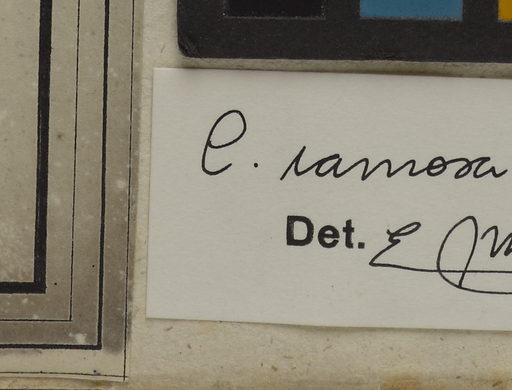 C. ramosa
Det. E